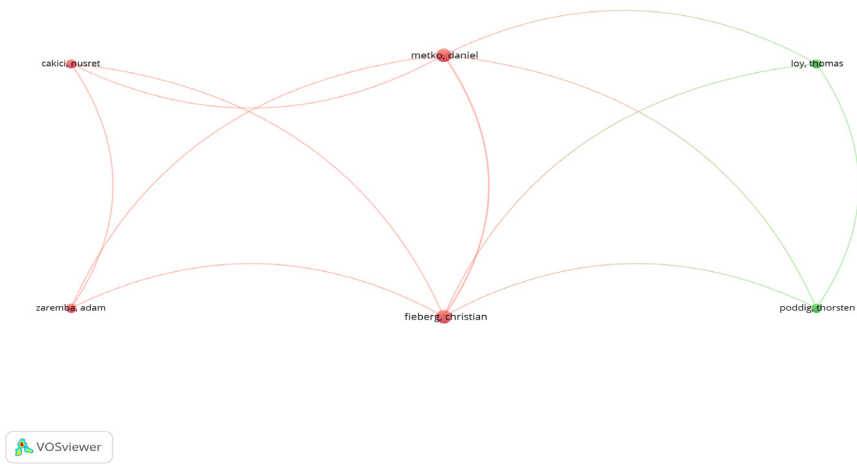 cakici, nusret
metko, daniel
loy, thomas
zaremba, adam
fieberg, christian
poddig, thorsten
VOSviewer